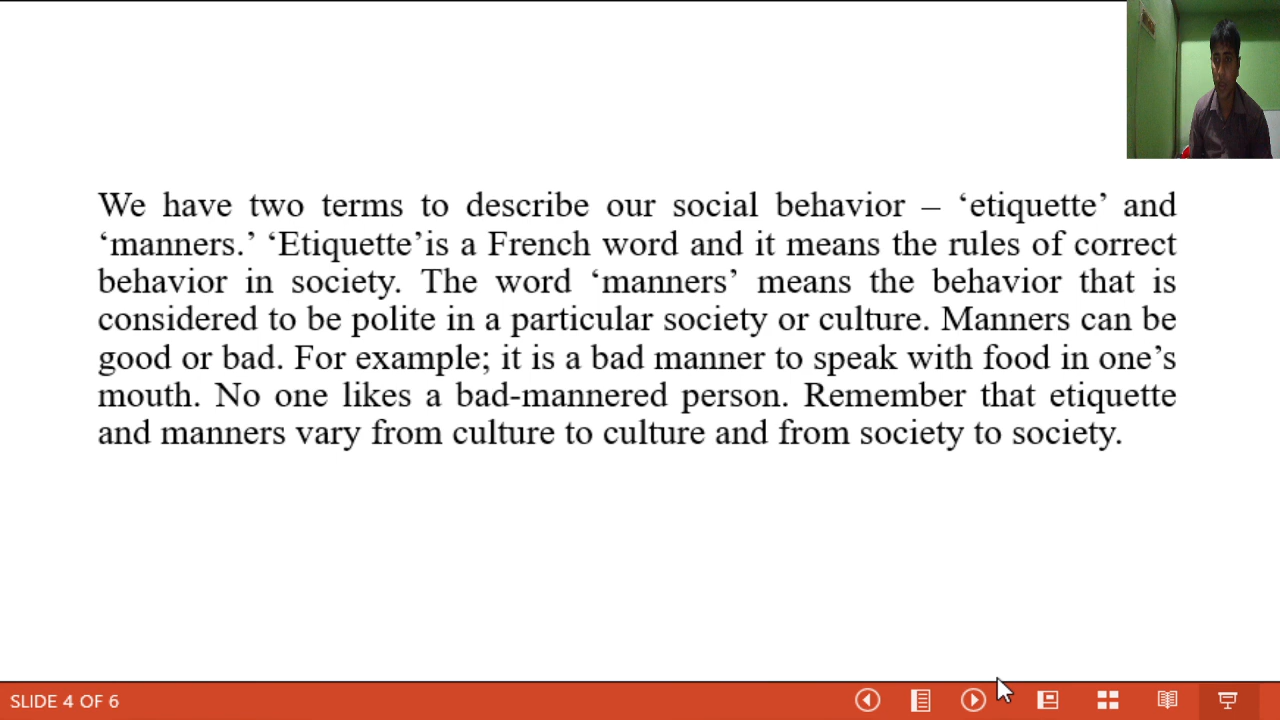 We have two terms to describe our social behavior – ‘etiquette’ and
‘manners.’ ‘Etiquette’is a French word and it means the rules of correct
behavior in society. The word ‘manners’ means the behavior that is
considered to be polite in a particular society or culture. Manners can be
good or bad. For example; it is a bad manner to speak with food in one’s
mouth. No one likes a bad-mannered person. Remember that etiquette
and manners vary from culture to culture and from society to society.
SLIDE 4 OF 6